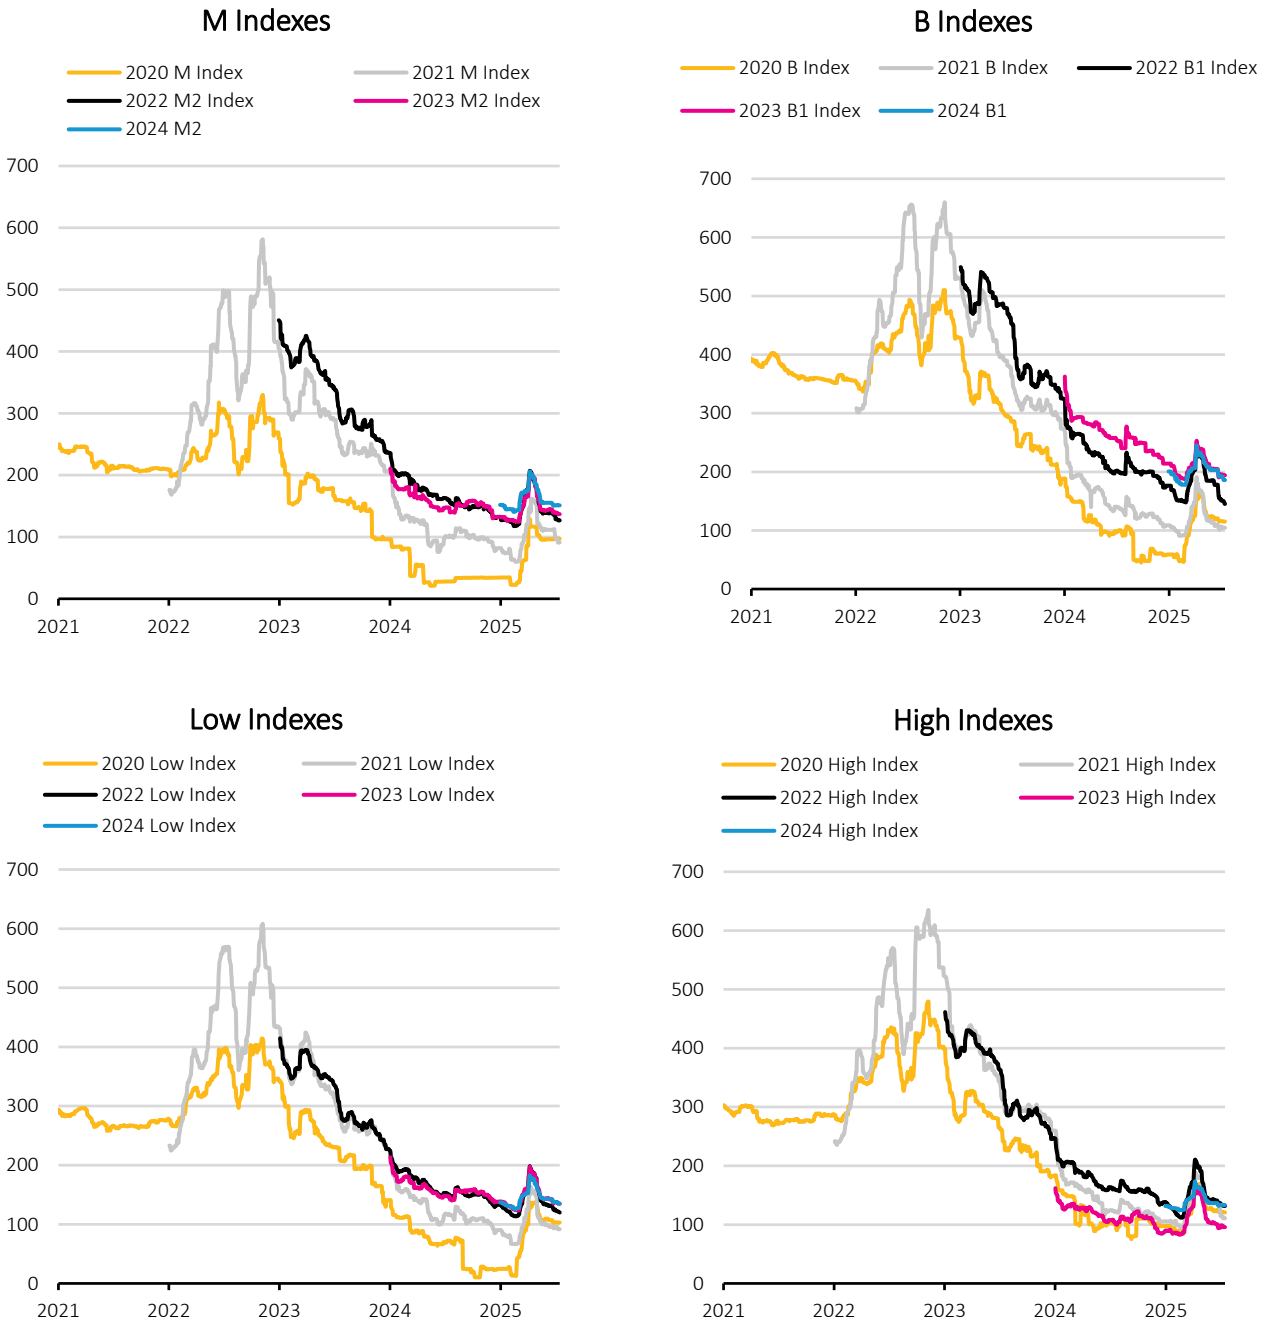 M Indexes
2020 M Index
2021 M Index
2022 M2 Index
2023 M2 Index
2024 M2
700
600
500
400
300
200
100
0
2021
2022
2023
2024
2025
B Indexes
2020 B Index
2021 B Index
2022 B1 Index
2023 B1 Index
2024 B1
700
600
500
400
300
200
100
0
2021
2022
2023
2024
2025
Low Indexes
2020 Low Index
2021 Low Index
2022 Low Index
2023 Low Index
2024 Low Index
700
600
500
400
300
200
100
0
2021
2022
2023
2024
2025
High Indexes
2020 High Index
2021 High Index
2022 High Index
2023 High Index
2024 High Index
700
600
500
400
300
200
100
0
2021
2022
2023
2024
2025